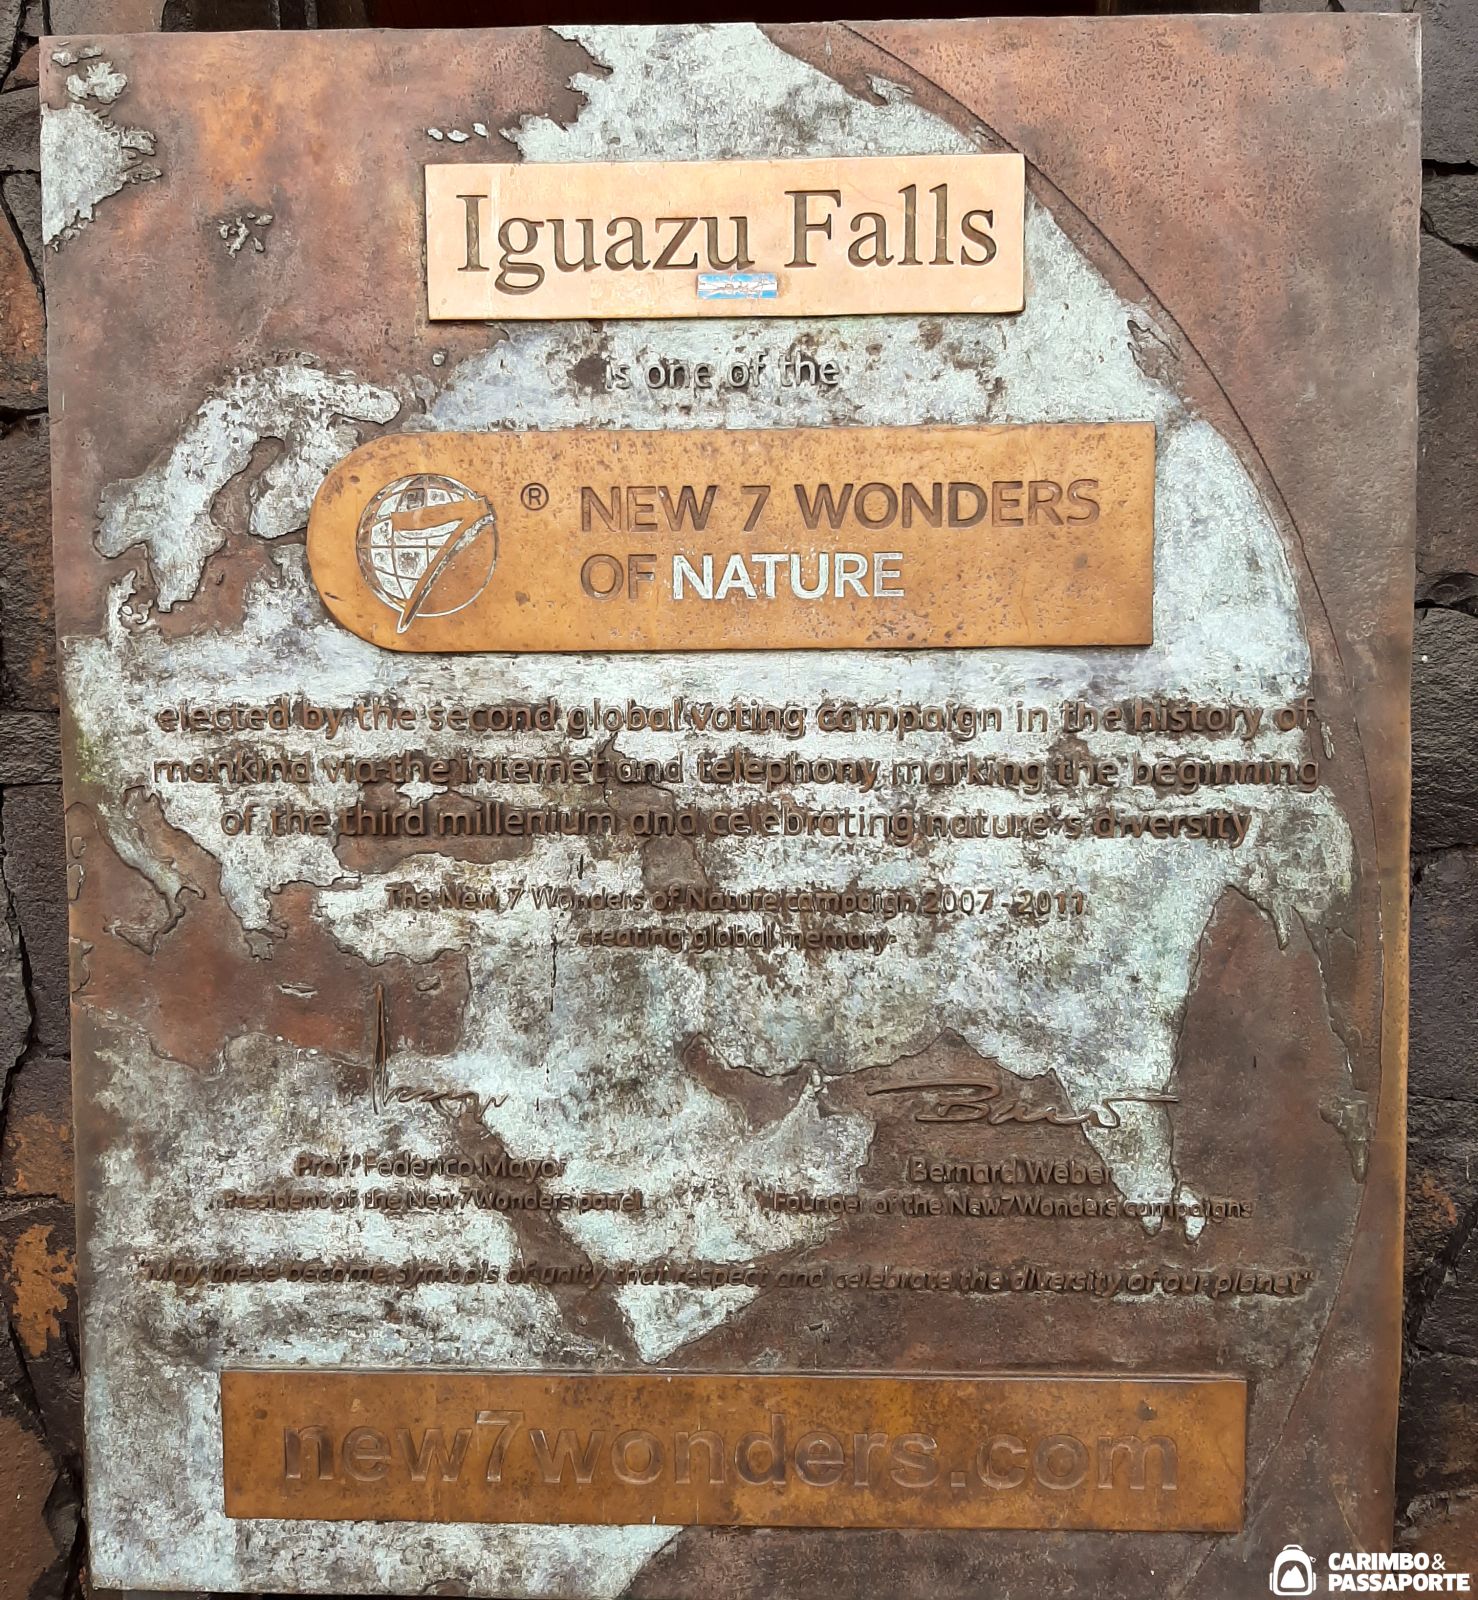 Iguazu Falls
is one of the
® NEW 7 WONDERS
OF NATURE
elected by the second global voting campaign in the history of
mankind via the internet and telephony marking the beginning
of the third millenium and celebrating nature's diversity
The New 7 Wonders of Nature campaign 2007 - 2011
creating global memory
Prof. Federico Mayor
President of the New7Wonders panel
Bernard Weber
Founder of the New7Wonders campaigns
"May these become symbols of unity that respect and celebrate the diversity of our planet"
new7wonders.com
CARIMBO&
PASSAPORTE